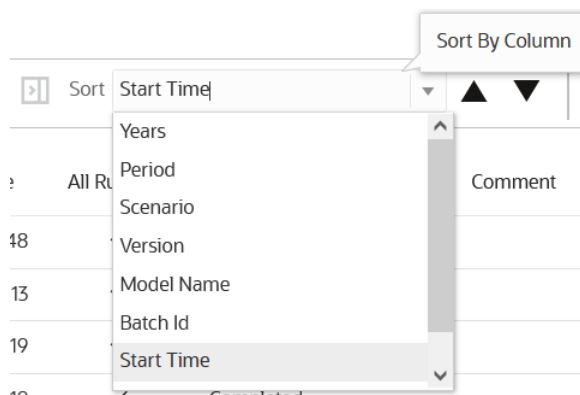 Sort By Column
Sort Start Time
Years
Period
All Ru Comment
Scenario
48 Version
Model Name
13
Batch Id
19
Start Time